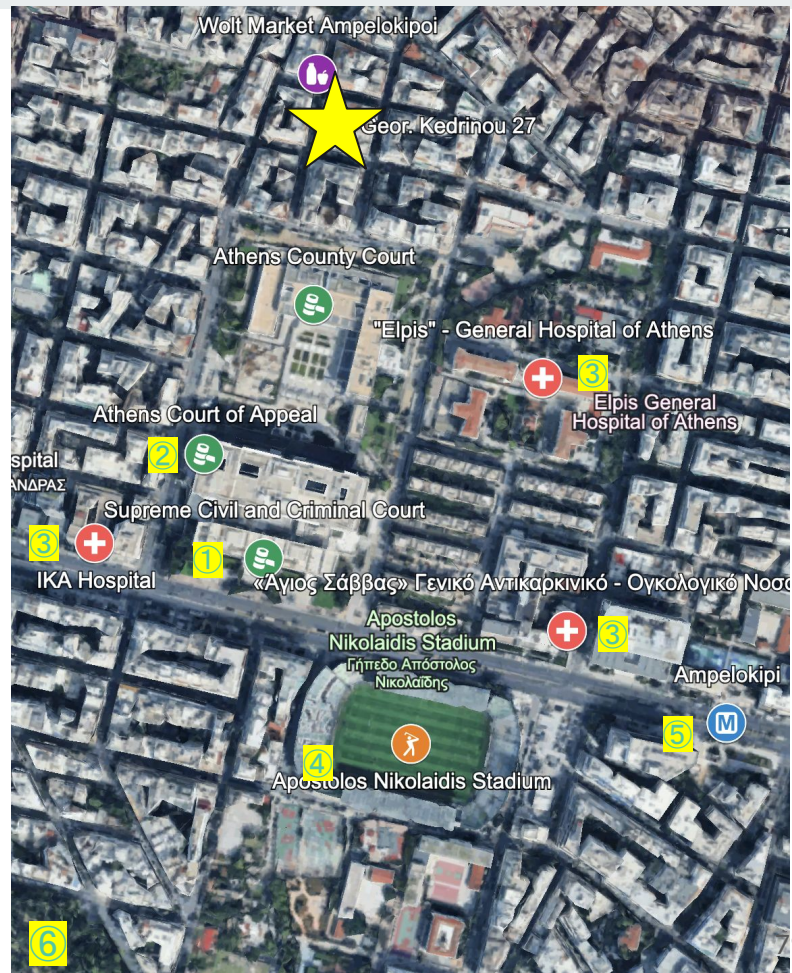 Wolt Market Ampelokipoi
Geor. Kedrinou 27
Athens County Court
"Elpis" - General Hospital of Athens
③
Elpis General
Hospital of Athens
Athens Court of Appeal
②
spital
ΑΝΔΡΑΣ
Supreme Civil and Criminal Court
③
①
IKA Hospital
«Άγιος Σάββας» Γενικό Αντικαρκινικό - Ογκολογικό Νοσο
Apostolos
Nikolaidis Stadium
Γήπεδο Απόστολος
Νικολαΐδης
③
Ampelokipi
M
⑤
④
Apostolos Nikolaidis Stadium
⑥